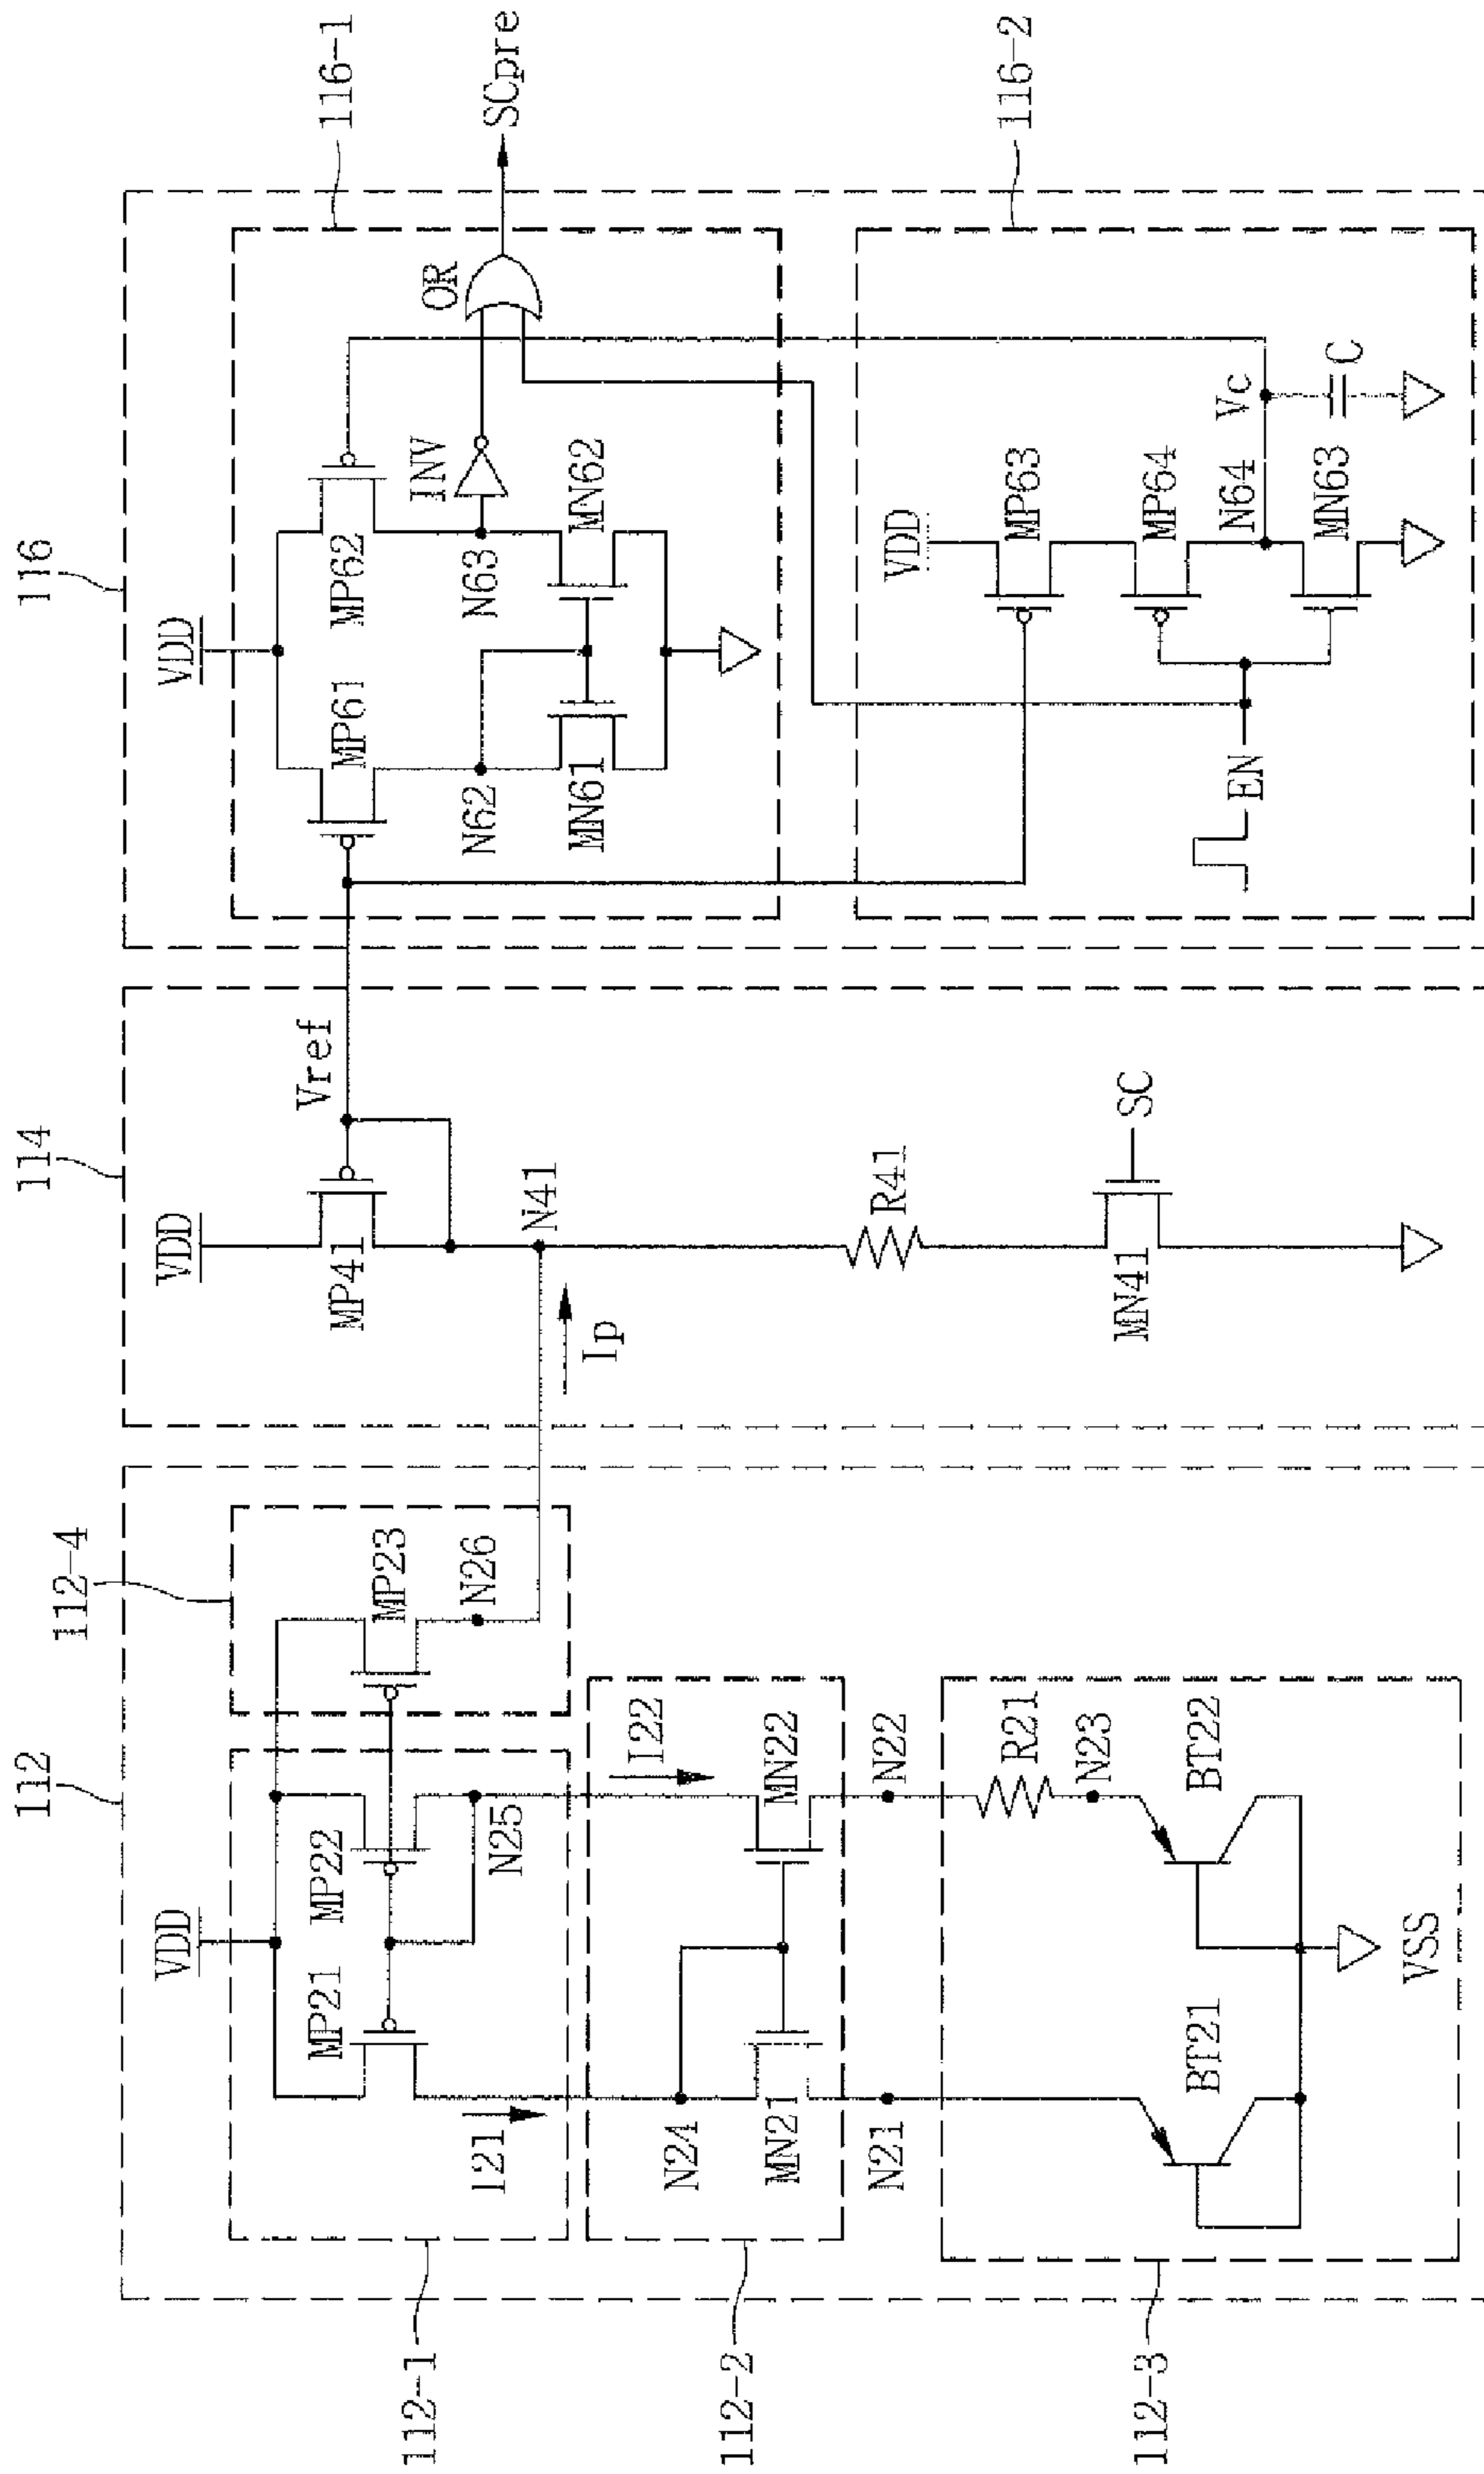 112
114
116
112-4
112-1
112-2
112-3
116-1
116-2
VDD
MP21
MP22
MP23
N26
N25
I21
I22
N24
MN21
MN22
N21
N22
R21
N23
BT21
BT22
VSS
VDD
MP41
Vref
N41
Ip
R41
MN41
SC
VDD
MP61
MP62
N62
N63
INV
OR
SCpre
MN61
MN62
VDD
MP63
MP64
N64
Vc
C
MN63
EN